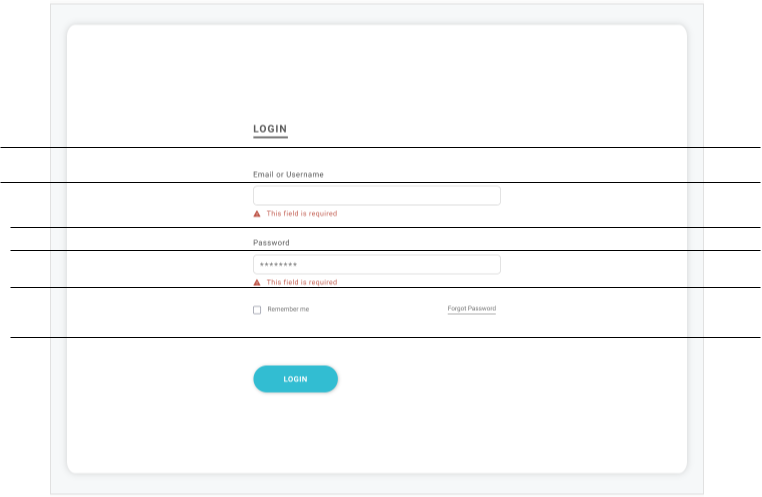 LOGIN
Email or Username
This field is required
Password
********
This field is required
Remember me
Forgot Password
LOGIN